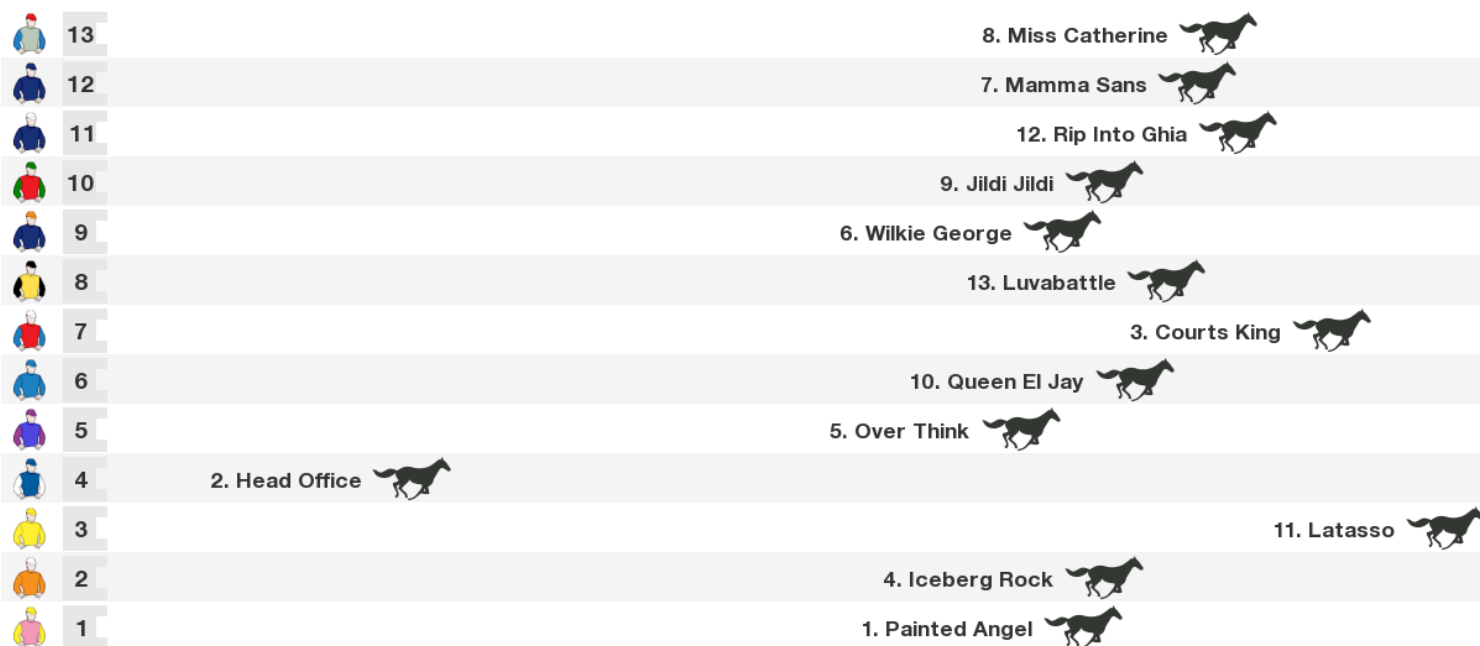 13 8. Miss Catherine
12 7. Mamma Sans
11 12. Rip Into Ghia
10 9. Jildi Jildi
9 6. Wilkie George
8 13. Luvabattle
7 3. Courts King
6 10. Queen El Jay
5 5. Over Think
4 2. Head Office
3 11. Latasso
2 4. Iceberg Rock
1 1. Painted Angel